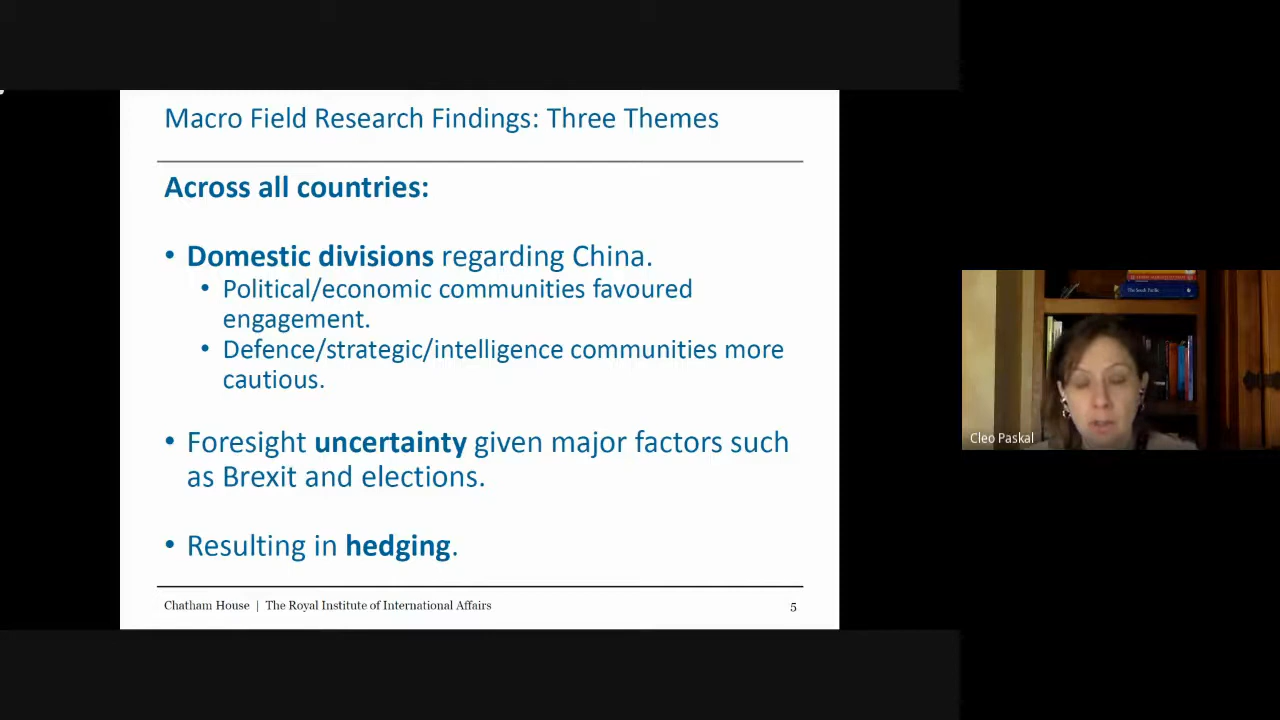 Macro Field Research Findings: Three Themes
Across all countries:
• Domestic divisions regarding China.
• Political/economic communities favoured
engagement.
• Defence/strategic/intelligence communities more
cautious.
• Foresight uncertainty given major factors such
as Brexit and elections.
• Resulting in hedging.
Chatham House | The Royal Institute of International Affairs
5
Cleo Paskal